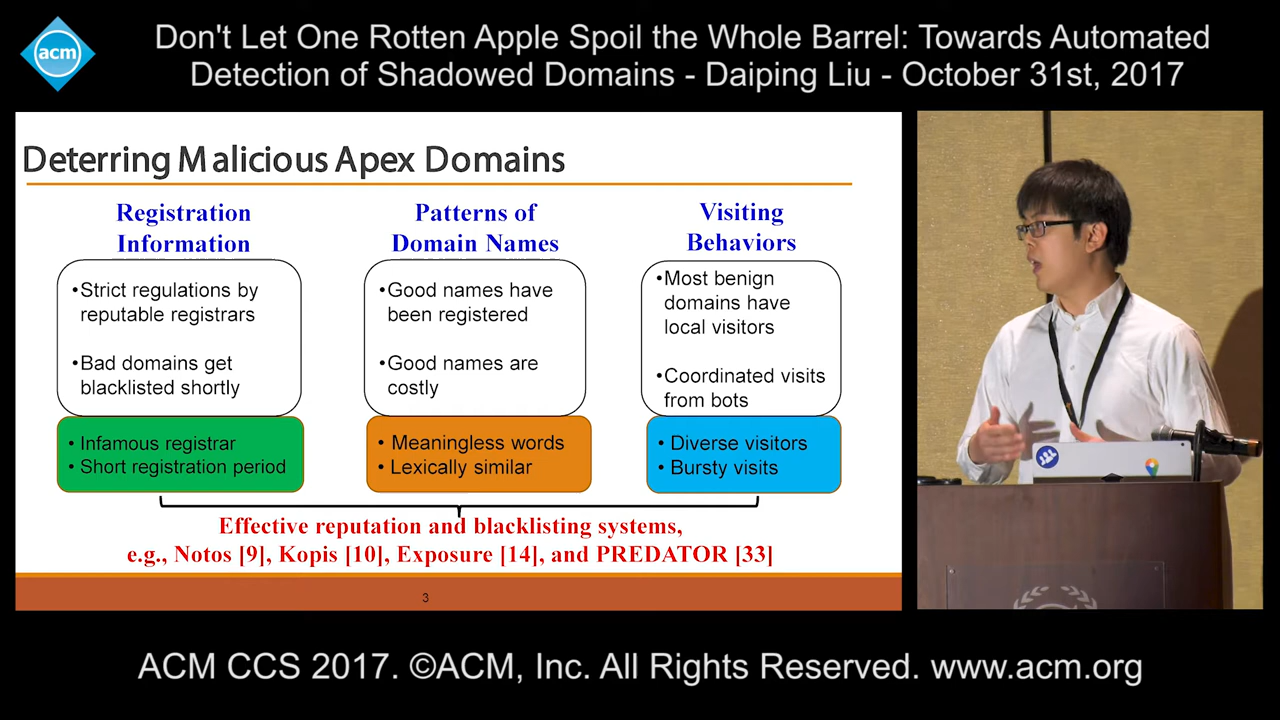 acm
Don't Let One Rotten Apple Spoil the Whole Barrel: Towards Automated
Detection of Shadowed Domains - Daiping Liu - October 31st, 2017
Deterring Malicious Apex Domains
Registration
Information
•Strict regulations by
reputable registrars
•Bad domains get
blacklisted shortly
• Infamous registrar
• Short registration period
Patterns of
Domain Names
•Good names have
been registered
•Good names are
costly
• Meaningless words
• Lexically similar
Visiting
Behaviors
•Most benign
domains have
local visitors
•Coordinated visits
from bots
• Diverse visitors
• Bursty visits
Effective reputation and blacklisting systems,
e.g., Notos [9], Kopis [10], Exposure [14], and PREDATOR [33]
3
ACM CCS 2017. ©ACM, Inc. All Rights Reserved. www.acm.org